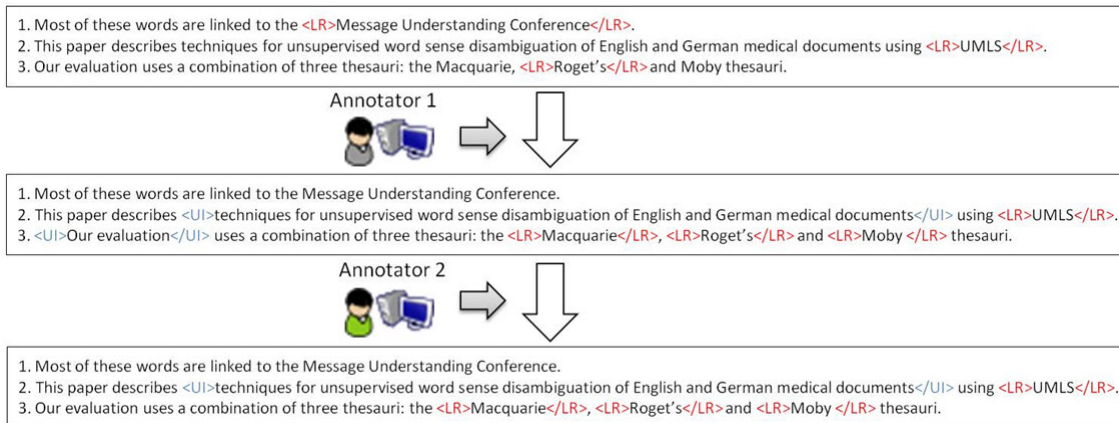 1. Most of these words are linked to the <LR>Message Understanding Conference</LR>.
2. This paper describes techniques for unsupervised word sense disambiguation of English and German medical documents using <LR>UMLS</LR>.
3. Our evaluation uses a combination of three thesauri: the Macquarie, <LR>Roget's</LR> and Moby thesauri.
Annotator 1
1. Most of these words are linked to the Message Understanding Conference.
2. This paper describes <UI>techniques for unsupervised word sense disambiguation of English and German medical documents</UI> using <LR>UMLS</LR>.
3. <UI>Our evaluation</UI> uses a combination of three thesauri: the <LR>Macquarie</LR>, <LR>Roget's</LR> and <LR>Moby </LR> thesauri.
Annotator 2
1. Most of these words are linked to the Message Understanding Conference.
2. This paper describes <UI>techniques for unsupervised word sense disambiguation of English and German medical documents</UI> using <LR>UMLS</LR>.
3. Our evaluation uses a combination of three thesauri: the <LR>Macquarie</LR>, <LR>Roget's</LR> and <LR>Moby </LR> thesauri.